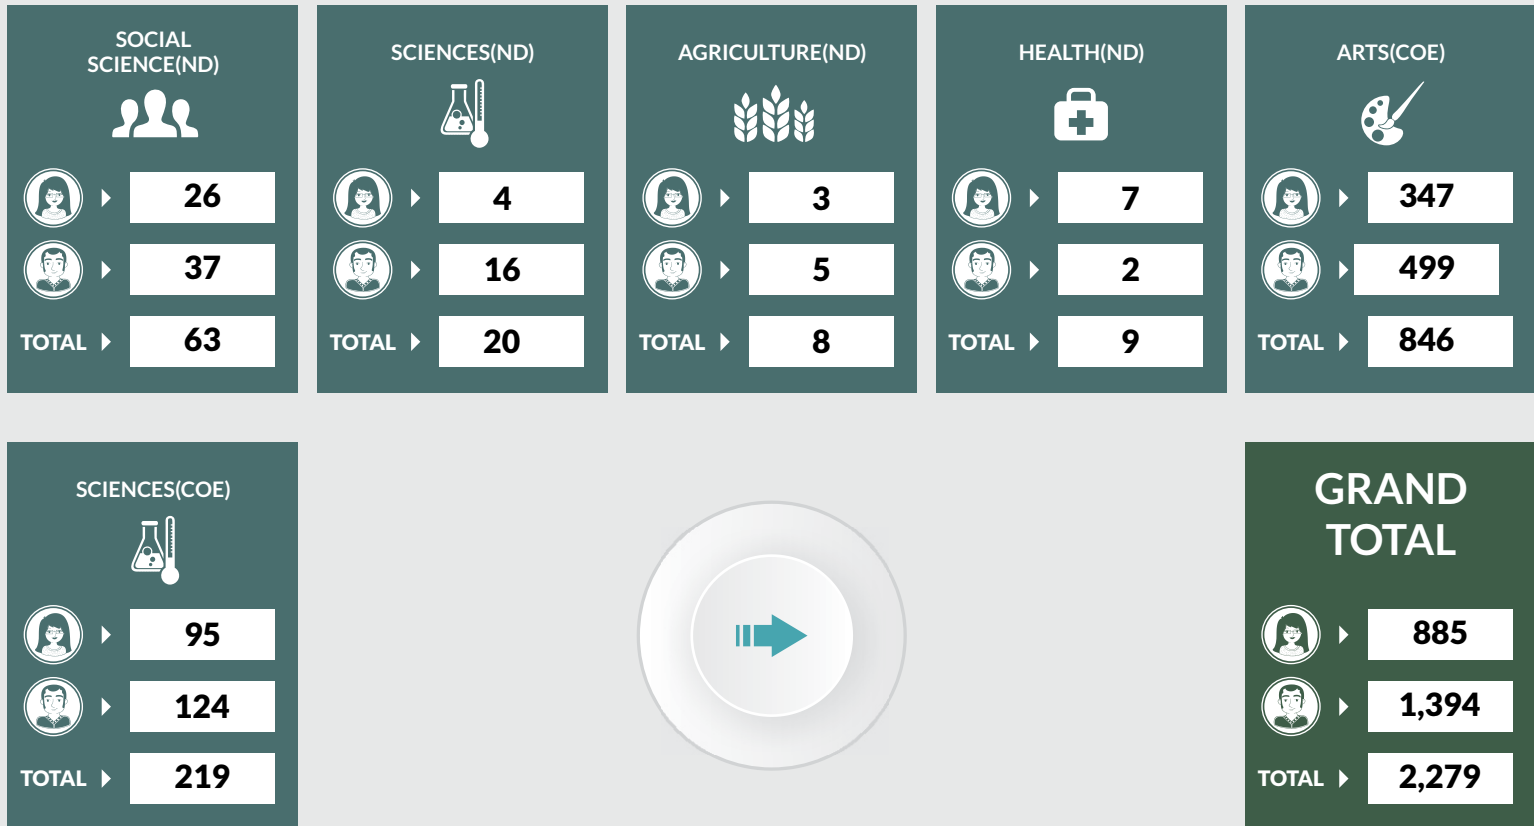 SOCIAL
SCIENCE(ND)
26
37
TOTAL 63
SCIENCES(ND)
4
16
TOTAL 20
AGRICULTURE(ND)
3
5
TOTAL 8
HEALTH(ND)
7
2
TOTAL 9
ARTS(COE)
347
499
TOTAL 846
SCIENCES(COE)
95
124
TOTAL 219
GRAND
TOTAL
885
1,394
TOTAL 2,279